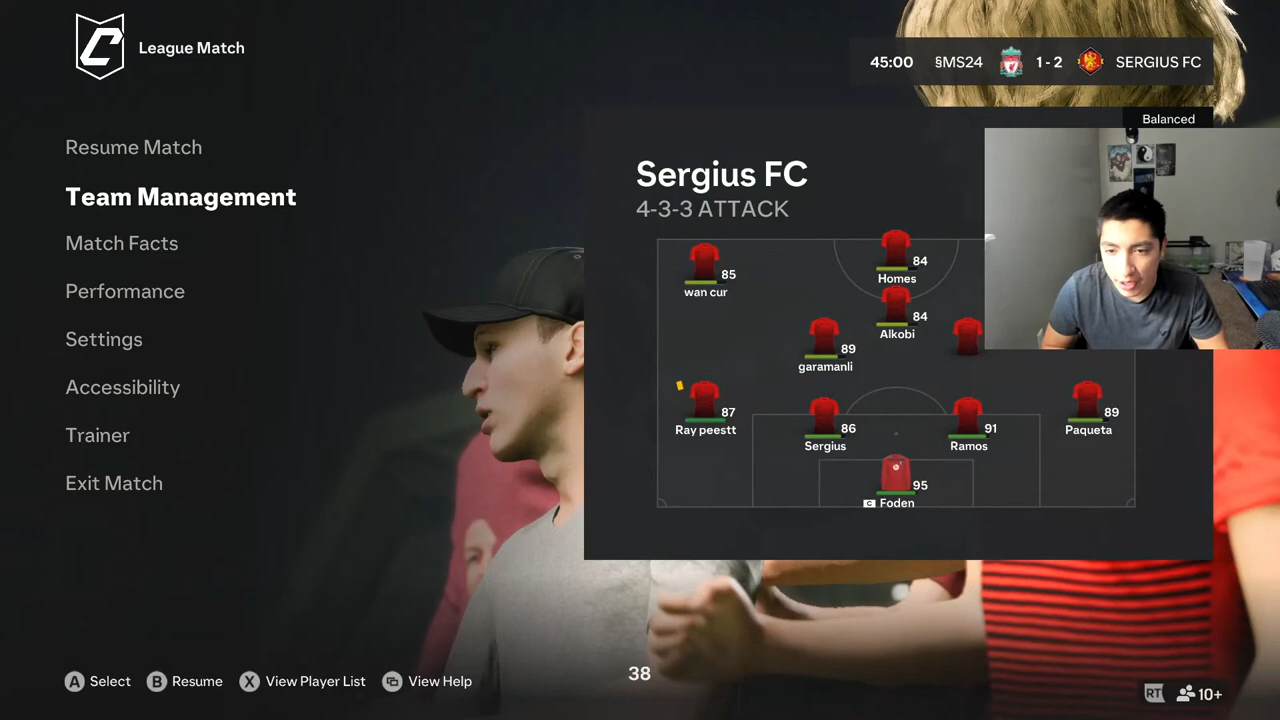 League Match
45:00 §MS24 1 - 2 SERGIUS FC
Balanced
Resume Match
Team Management
Match Facts
Performance
Settings
Accessibility
Trainer
Exit Match
Sergius FC
4-3-3 ATTACK
85
wan cur
84
Homes
84
Alkobi
89
garamanli
87
Ray peestt
86
Sergius
91
Ramos
89
Paqueta
95
C Foden
38
A Select B Resume X View Player List View Help
RT 10+